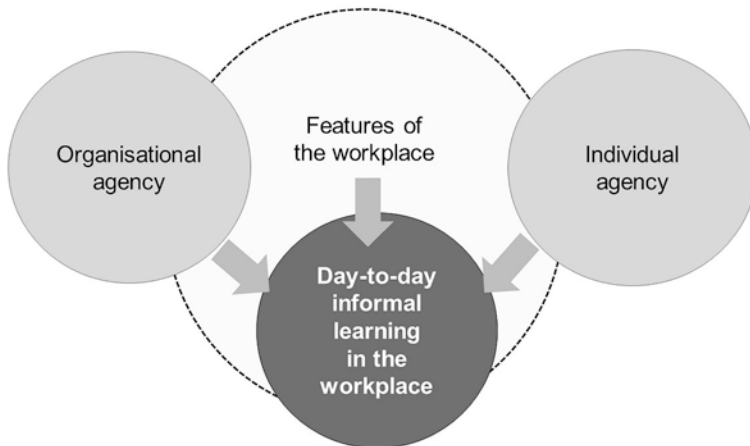 Organisational
agency
Features of
the workplace
Individual
agency
Day-to-day
informal
learning
in the
workplace